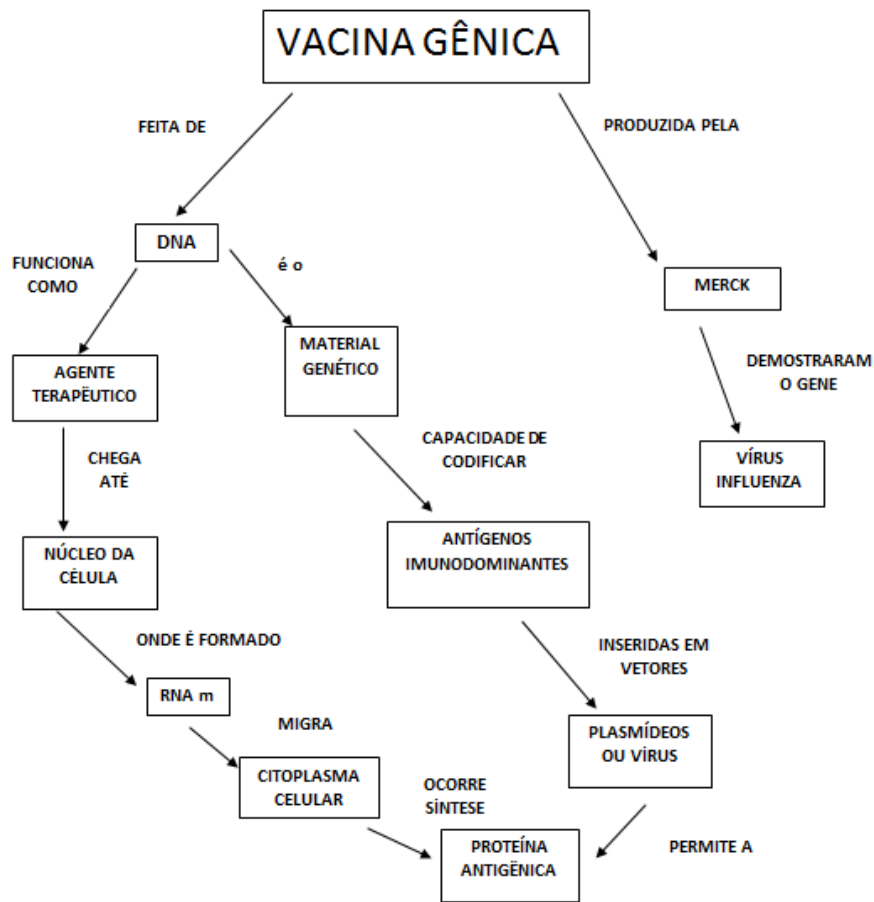 VACINA GÊNICA
FEITA DE
PRODUZIDA PELA
DNA
FUNCIONA
COMO
é o
MERCK
AGENTE
TERAPËUTICO
MATERIAL
GENÉTICO
DEMOSTRARAM
O GENE
CHEGA
ATÉ
CAPACIDADE DE
CODIFICAR
VÍRUS
INFLUENZA
NÚCLEO DA
CÉLULA
ANTÍGENOS
IMUNODOMINANTES
ONDE É FORMADO
INSERIDAS EM
VETORES
RNA m
MIGRA
PLASMÍDEOS
OU VÍRUS
CITOPLASMA
CELULAR
OCORRE
SÍNTESE
PROTEÍNA
ANTIGËNICA
PERMITE A